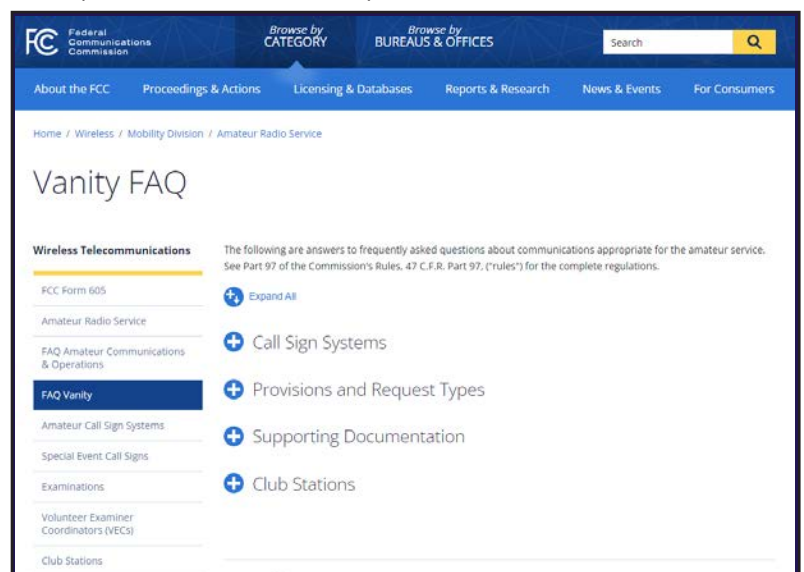 FCC Federal
Communications
Commission
Browse by
CATEGORY
Browse by
BUREAUS & OFFICES
Search
About the FCC Proceedings & Actions Licensing & Databases Reports & Research News & Events For Consumers
Home / Wireless / Mobility Division / Amateur Radio Service
Vanity FAQ
Wireless Telecommunications
FCC Form 605
Amateur Radio Service
FAQ Amateur Communications
& Operations
FAQ Vanity
Amateur Call Sign Systems
Special Event Call Signs
Examinations
Volunteer Examiner
Coordinators (VECs)
Club Stations
The following are answers to frequently asked questions about communications appropriate for the amateur service.
See Part 97 of the Commission's Rules, 47 C.F.R. Part 97, ("rules") for the complete regulations.
Expand All
Call Sign Systems
Provisions and Request Types
Supporting Documentation
Club Stations